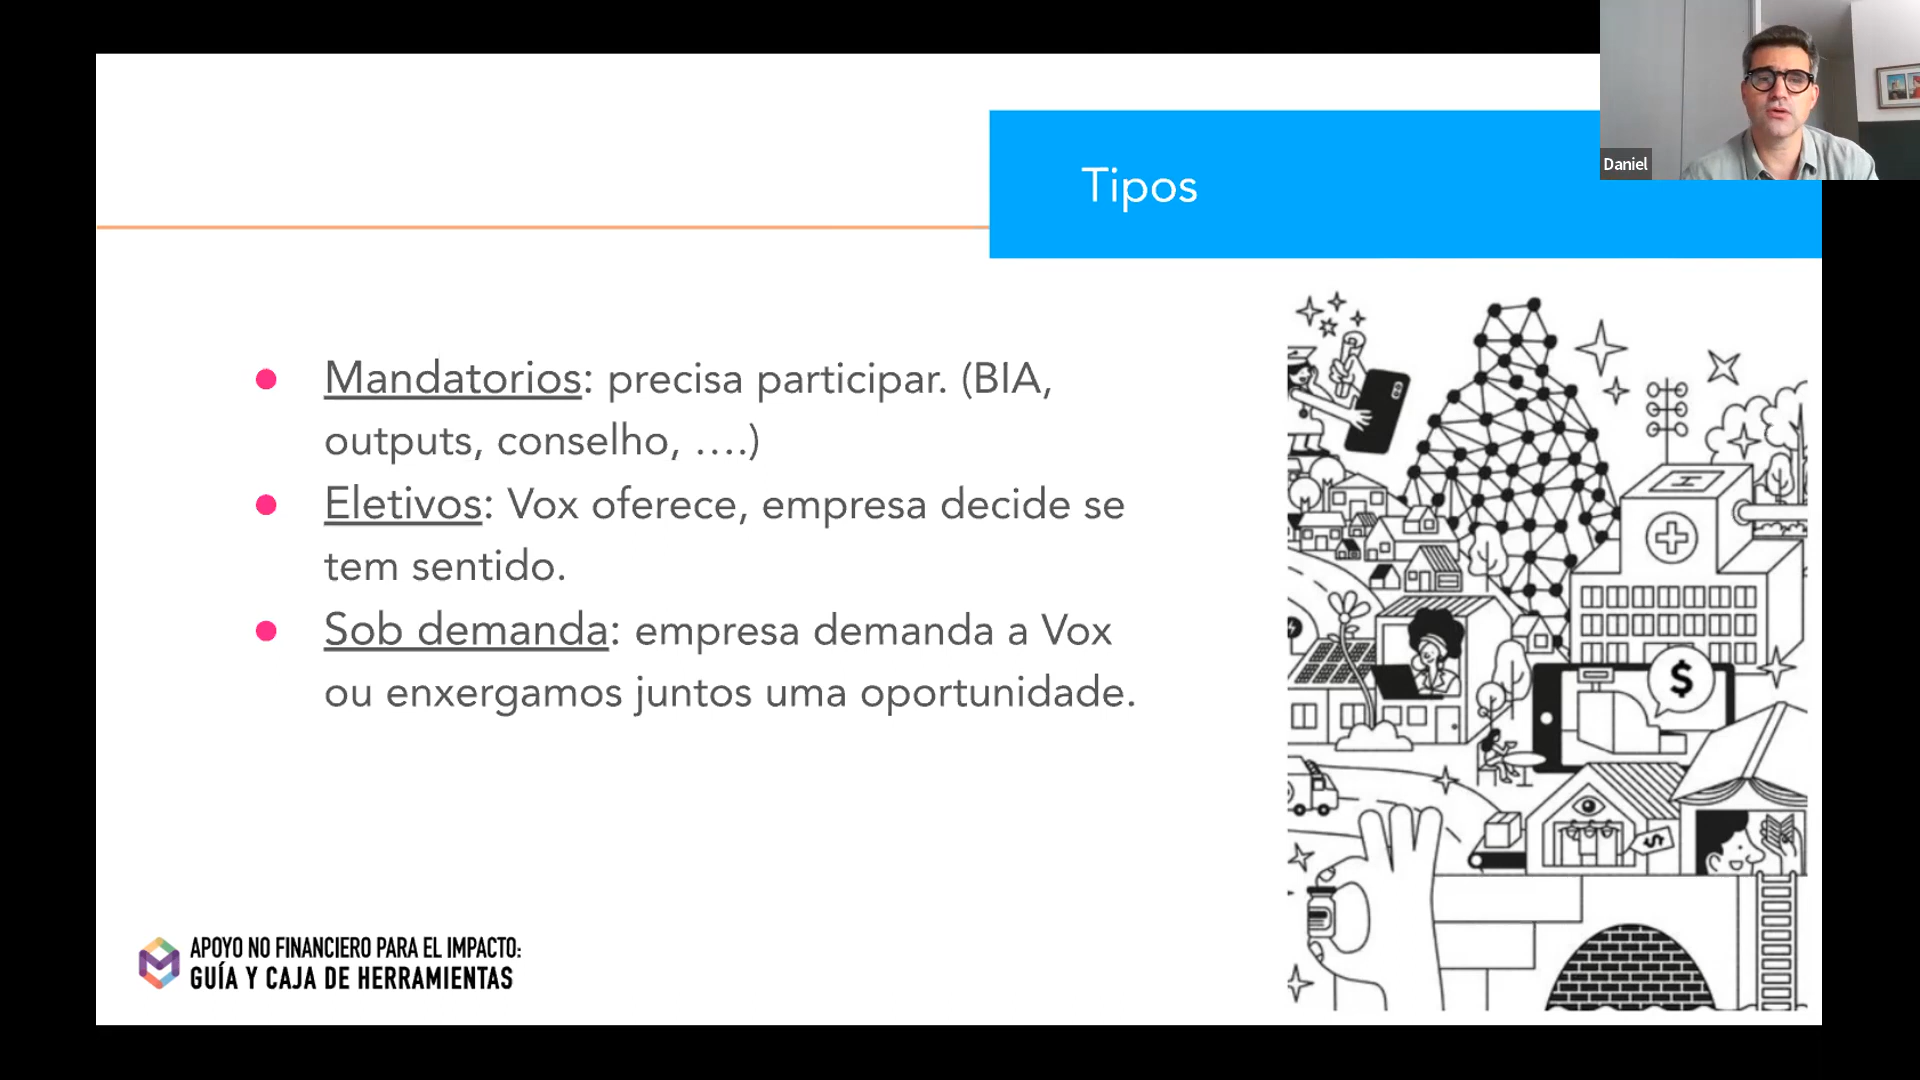 Daniel
Tipos
Mandatorios: precisa participar. (BIA,
outputs, conselho, ....)
Eletivos: Vox oferece, empresa decide se
tem sentido.
Sob demanda: empresa demanda a Vox
ou enxergamos juntos uma oportunidade.
$
$
APOYO NO FINANCIERO PARA EL IMPACTO:
GUÍA Y CAJA DE HERRAMIENTAS